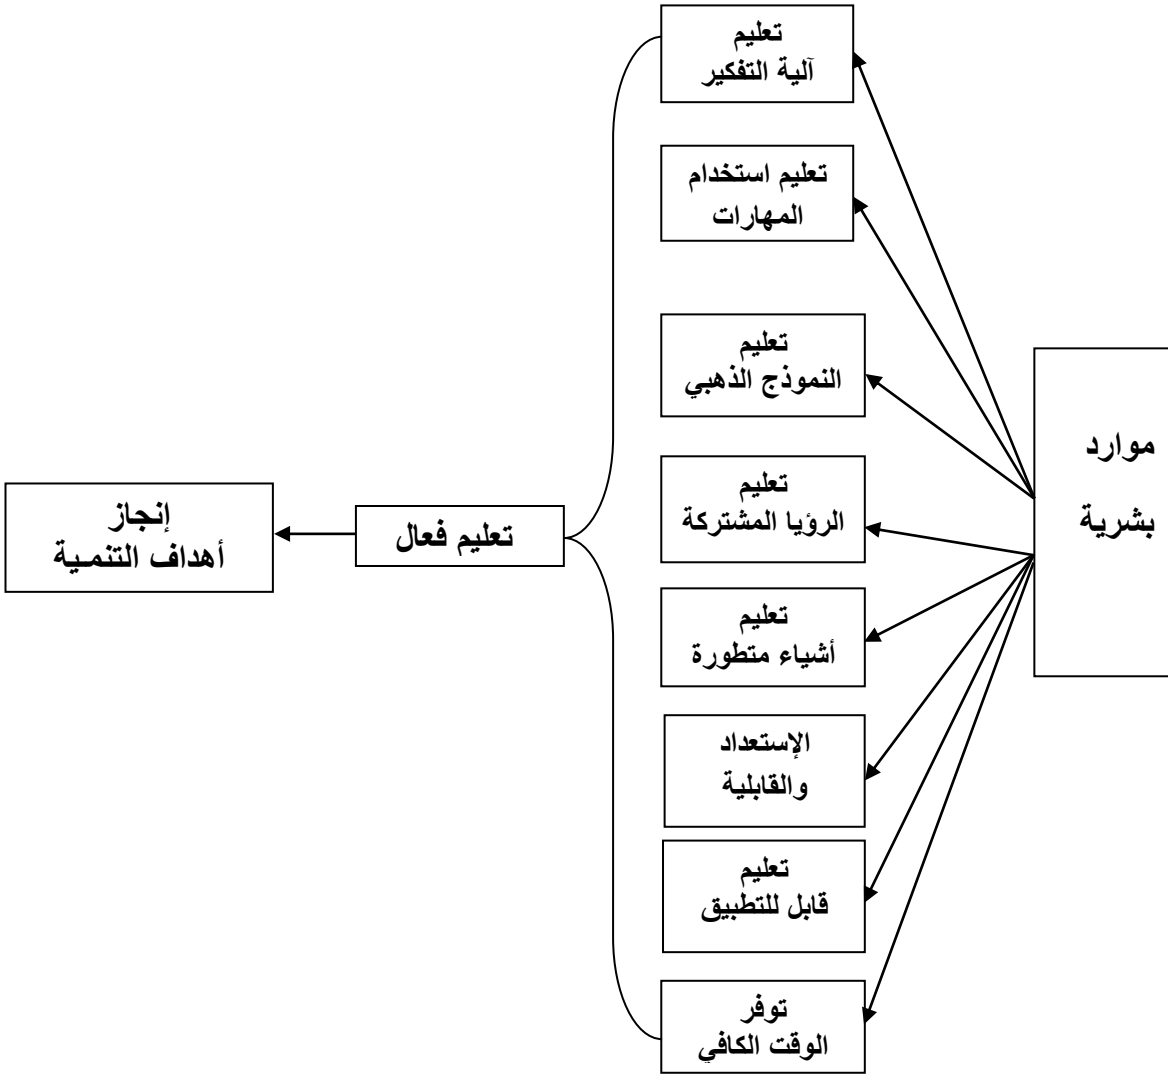 موارد
بشرية
تعليم
آلية التفكير
تعليم استخدام
المهارات
تعليم
النموذج الذهبي
تعليم
الرؤيا المشتركة
تعليم
أشياء متطورة
الإستعداد
والقابلية
تعليم
قابل للتطبيق
توفر
الوقت الكافي
تعليم فعال
إنجاز
أهداف التنمية